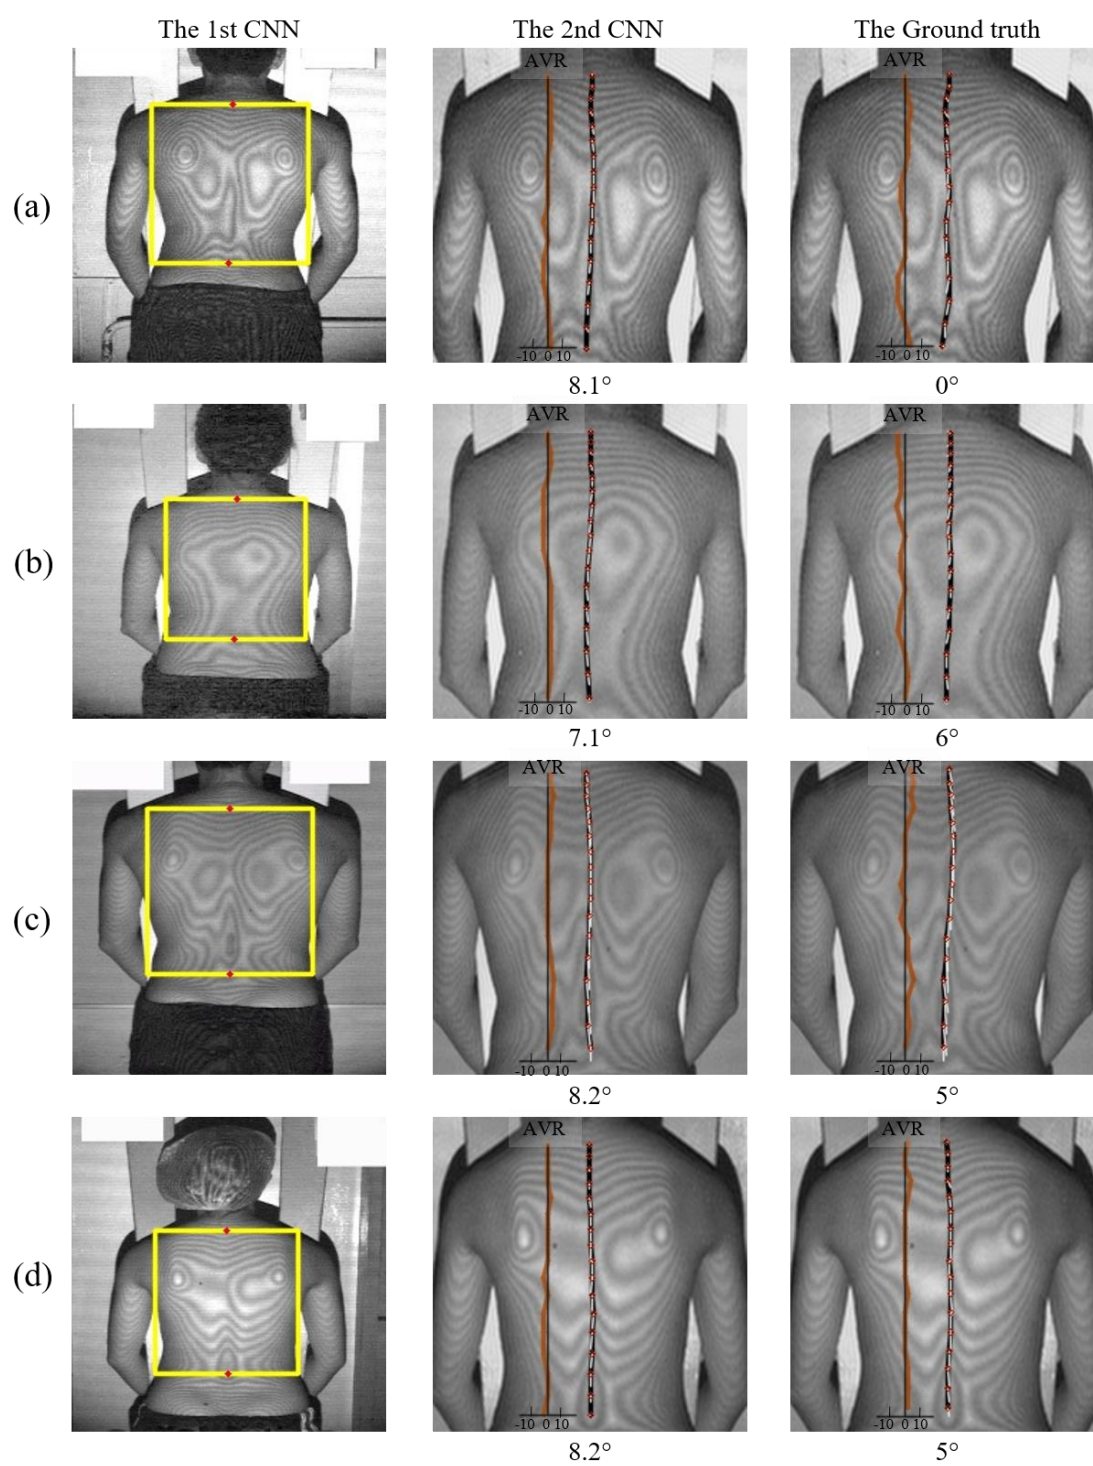 The 1st CNN The 2nd CNN The Ground truth
AVR AVR
(a)
-10 0 10 -10 0 10
8.1° 0°
AVR AVR
(b)
-10 0 10 -10 0 10
7.1° 6°
AVR AVR
(c)
-10 0 10 -10 0 10
8.2° 5°
AVR AVR
(d)
-10 0 10 -10 0 10
8.2° 5°